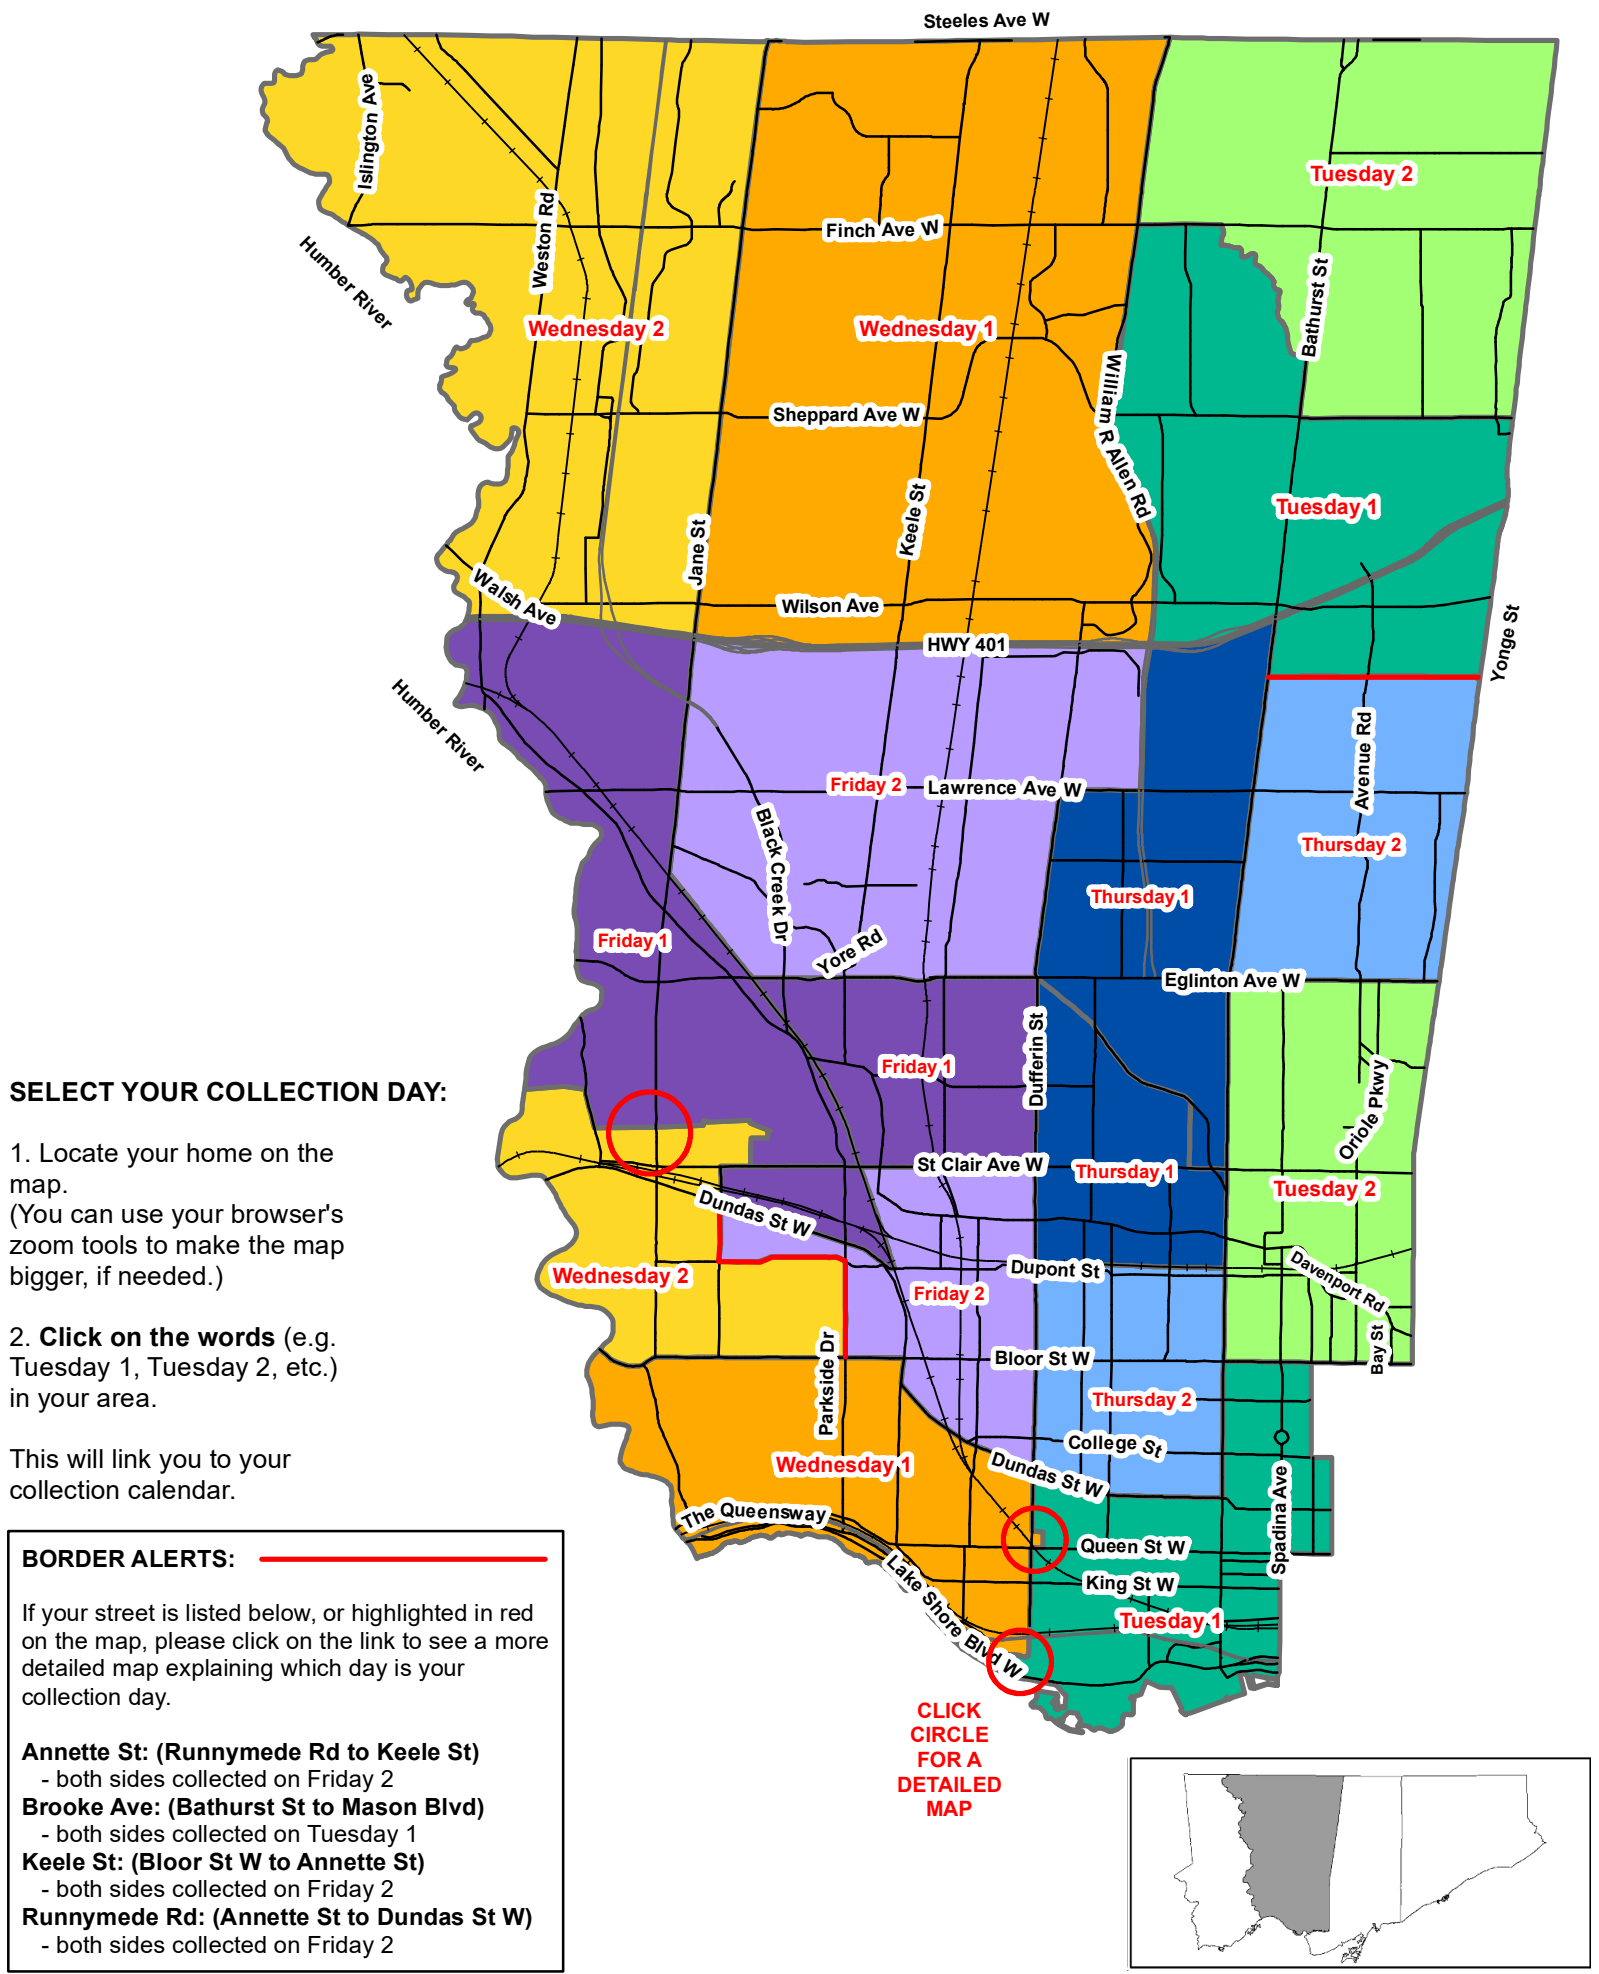 Steeles Ave W
Islington Ave
Tuesday 2
Weston Rd
Finch Ave W
Humber River
Bathurst St
Wednesday 2
Wednesday 1
William R Allen Rd
Sheppard Ave W
Keele St
Tuesday 1
Jane St
Walsh Ave
Wilson Ave
HWY 401
Yonge St
Humber River
Avenue Rd
Friday 2
Lawrence Ave W
Black Creek Dr
Thursday 2
Thursday 1
Friday 1
Yore Rd
Eglinton Ave W
Dufferin St
Friday 1
Oriole Pkwy
SELECT YOUR COLLECTION DAY:
1. Locate your home on the
map.
(You can use your browser's
zoom tools to make the map
bigger, if needed.)
2. Click on the words (e.g.
Tuesday 1, Tuesday 2, etc.)
in your area.
This will link you to your
collection calendar.
St Clair Ave W
Thursday 1
Tuesday 2
Dundas St W
Dupont St
Davenport Rd
Wednesday 2
Friday 2
Bay St
Bloor St W
Parkside Dr
Thursday 2
College St
Wednesday 1
Dundas St W
Spadina Ave
The Queensway
Queen St W
King St W
Lake Shore Blvd W
Tuesday 1
CLICK
CIRCLE
FOR A
DETAILED
MAP
BORDER ALERTS:
If your street is listed below, or highlighted in red
on the map, please click on the link to see a more
detailed map explaining which day is your
collection day.
Annette St: (Runnymede Rd to Keele St)
- both sides collected on Friday 2
Brooke Ave: (Bathurst St to Mason Blvd)
- both sides collected on Tuesday 1
Keele St: (Bloor St W to Annette St)
- both sides collected on Friday 2
Runnymede Rd: (Annette St to Dundas St W)
- both sides collected on Friday 2